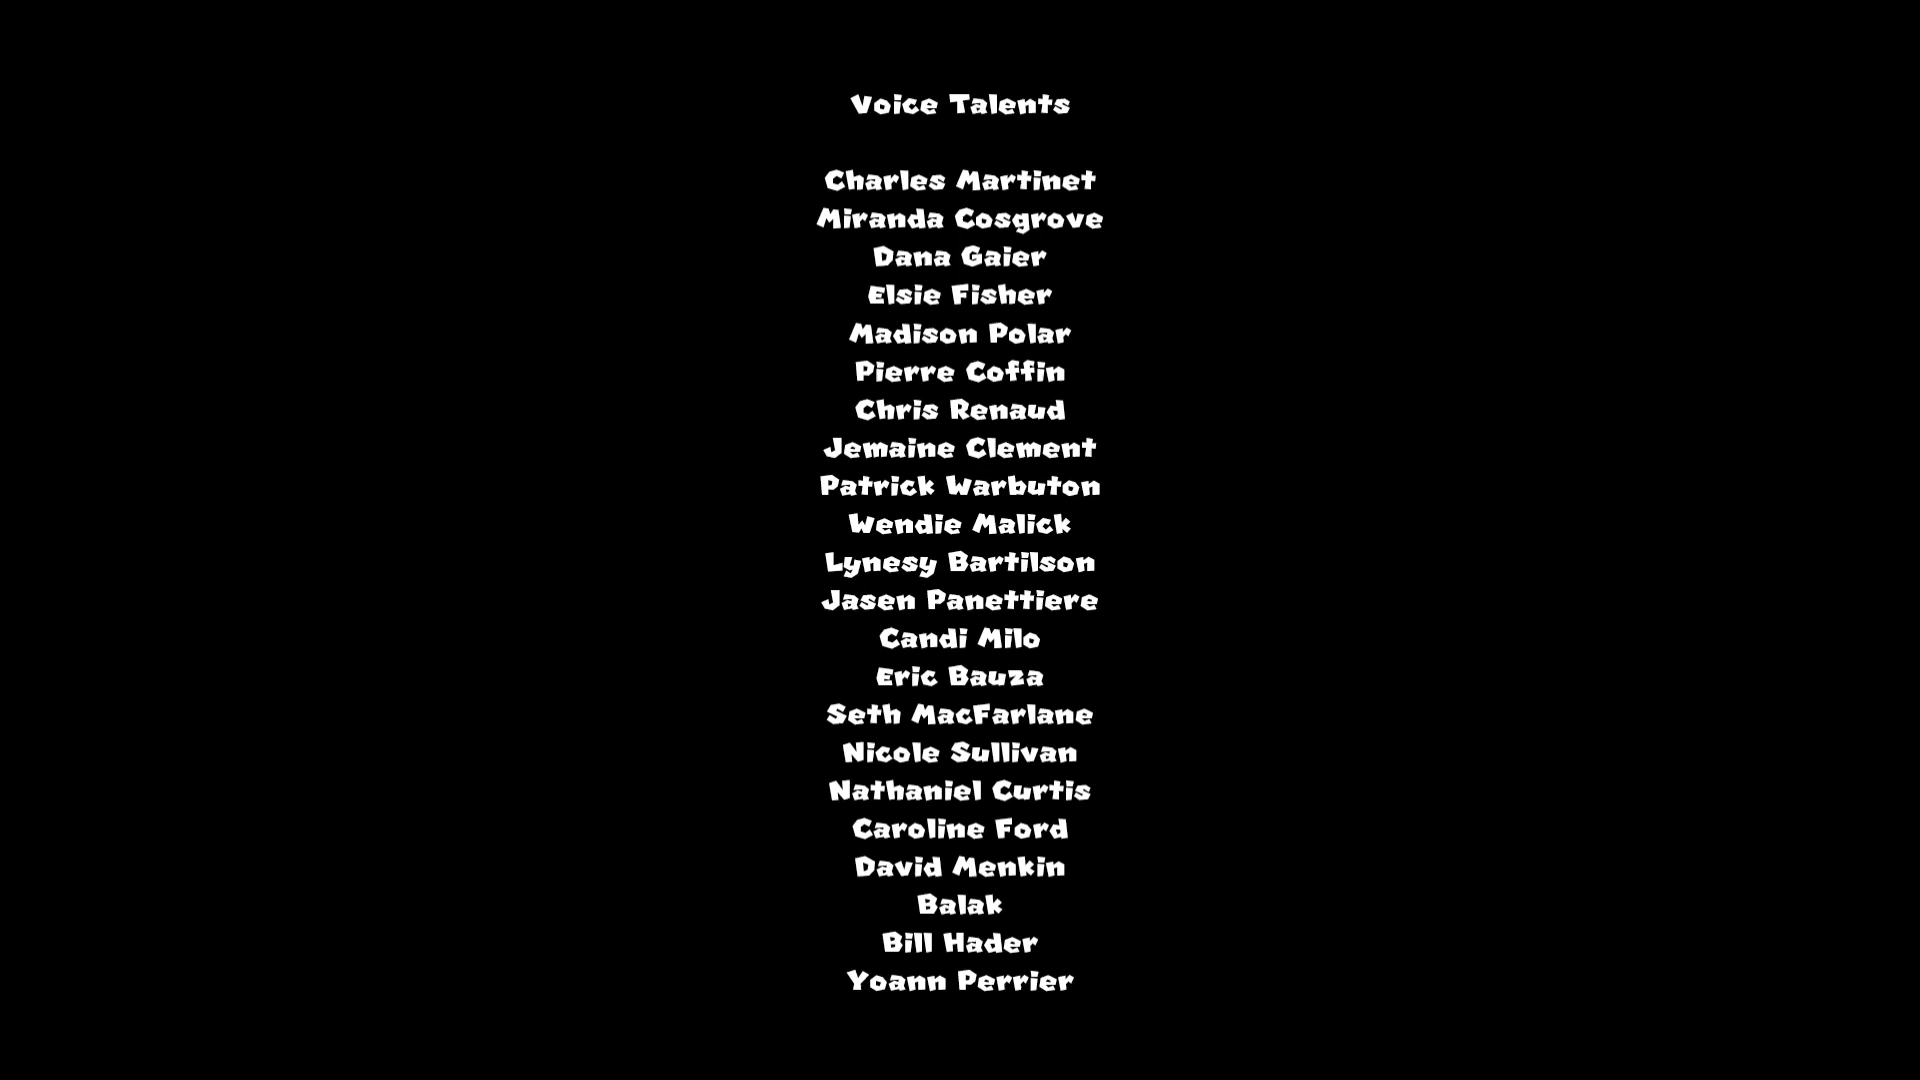 Voice Talents
Charles Martinet
Miranda Cosgrove
Dana Gaier
Elsie Fisher
Madison Polar
Pierre Coffin
Chris Renaud
Jemaine Clement
Patrick Warbuton
Wendie Malick
Lynesy Bartilson
Jasen Panettiere
Candi Milo
Eric Bauza
Seth MacFarlane
Nicole Sullivan
Nathaniel Curtis
Caroline Ford
David Menkin
Balak
Bill Hader
Yoann Perrier